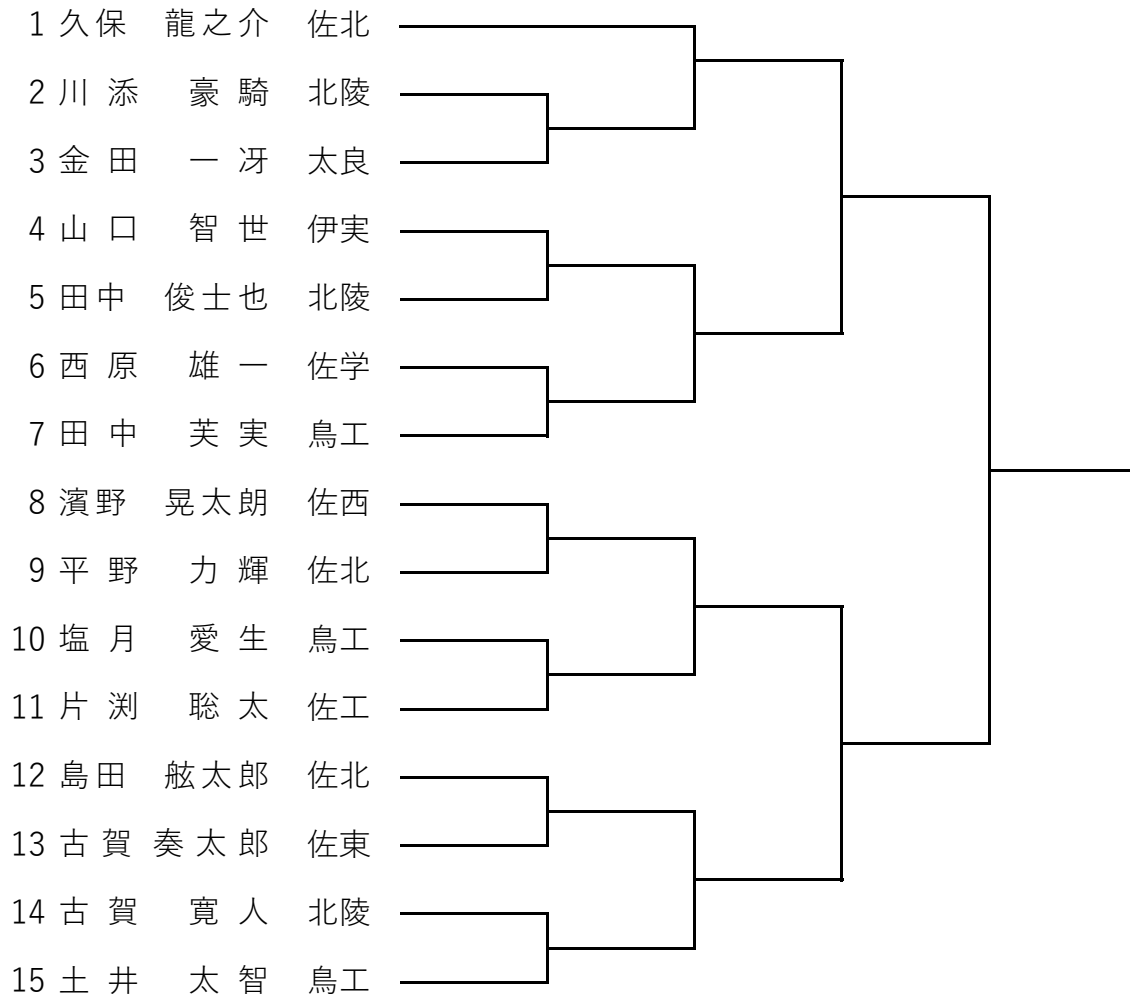 1 久保 龍之介 佐北
2 川添 豪騎 北陵
3 金田 一冴 太良
4 山口 智世 伊実
5 田中 俊士也 北陵
6 西原 雄一 佐学
7 田中 芙実 鳥工
8 濱野 晃太朗 佐西
9 平野 力輝 佐北
10 塩月 愛生 鳥工
11 片渕 聡太 佐工
12 島田 舷太郎 佐北
13 古賀 奏太郎 佐東
14 古賀 寛人 北陵
15 土井 太智 鳥工